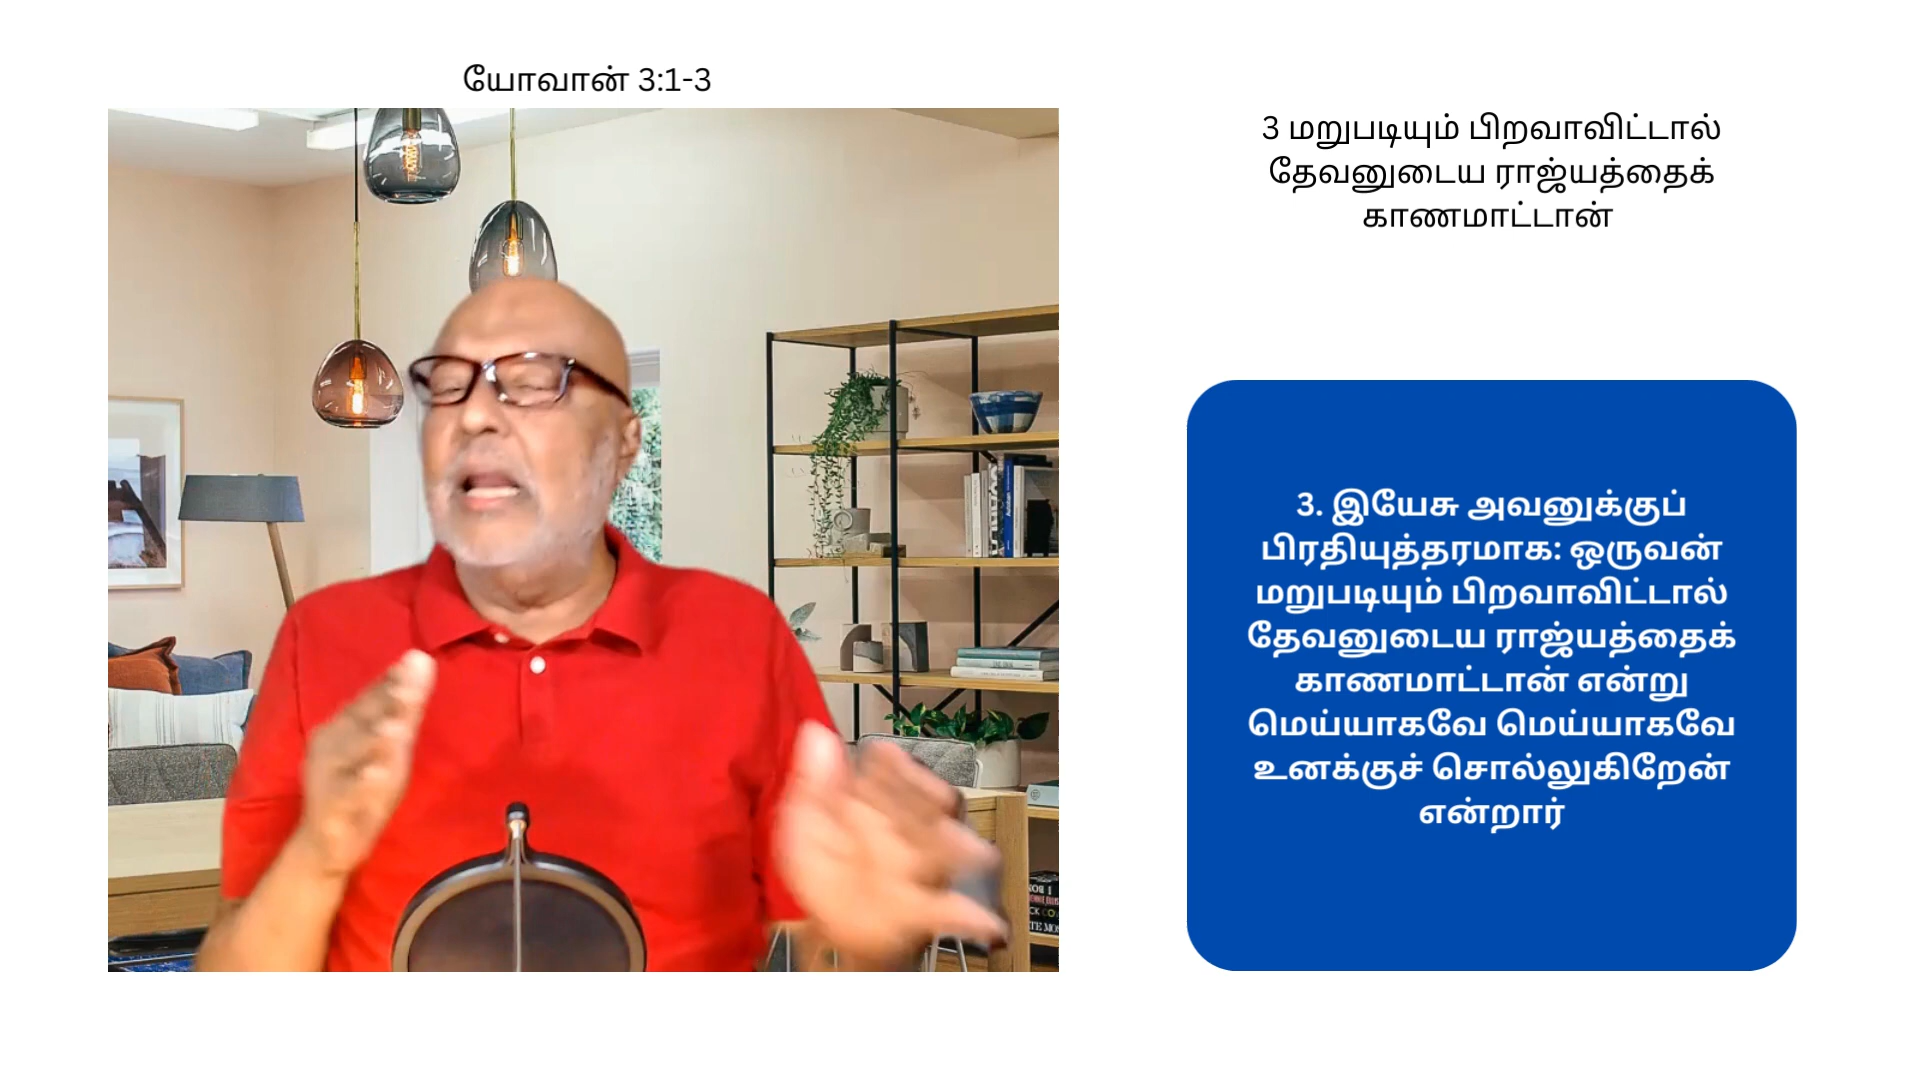 யோவான் 3:1-3
3 மறுபடியும் பிறவாவிட்டால்
தேவனுடைய ராஜ்யத்தைக்
காணமாட்டான்
3. இயேசு அவனுக்குப்
பிரதியுத்தரமாக: ஒருவன்
மறுபடியும் பிறவாவிட்டால்
தேவனுடைய ராஜ்யத்தைக்
காணமாட்டான் என்று
மெய்யாகவே மெய்யாகவே
உனக்குச் சொல்லுகிறேன்
என்றார்